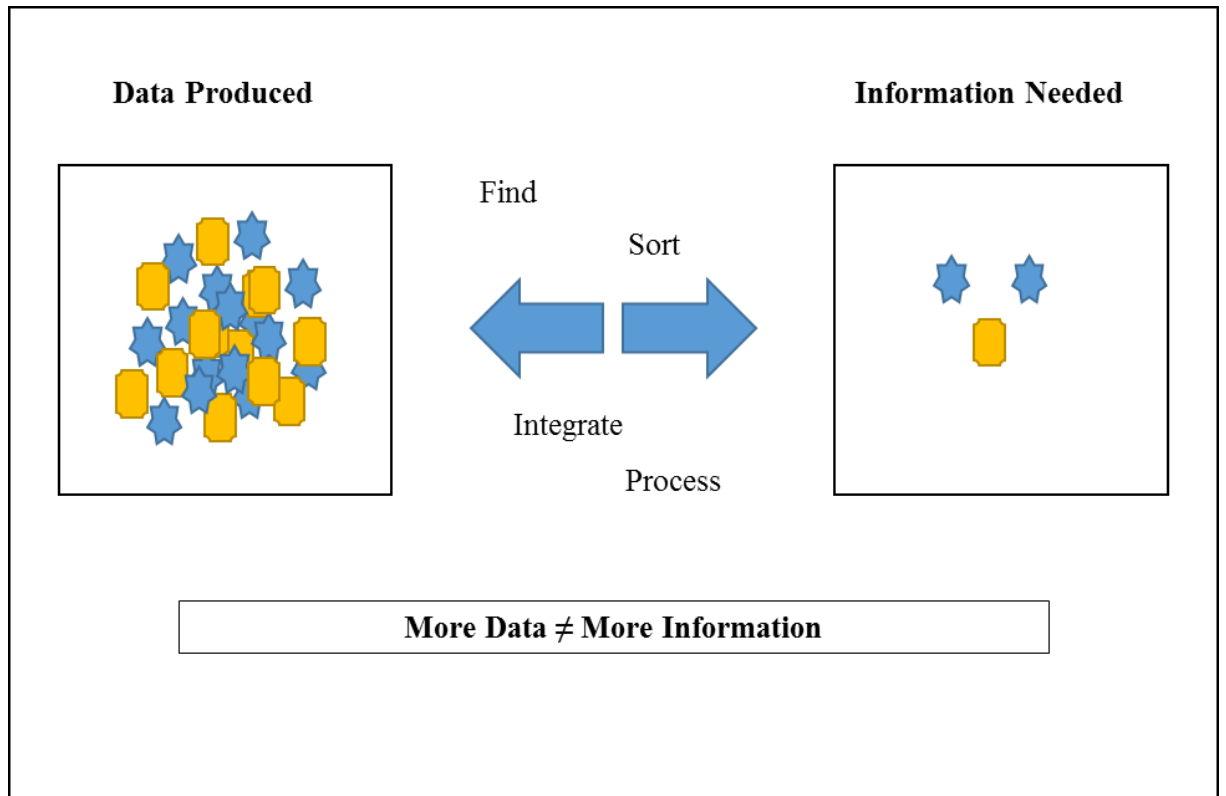 Data Produced
Information Needed
Find
Sort
Integrate
Process
More Data ≠ More Information